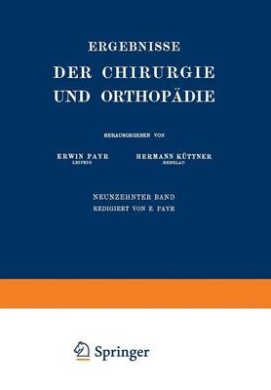 ERGEBNISSE
DER CHIRURGIE
UND ORTHOPÄDIE
HERAUSGEGEBEN VON
ERWIN PAYR HERMANN KÜTTNER
LEIPZIG BRESLAU
NEUNZEHNTER BAND
REDIGIERT VON E. PAYR
Springer